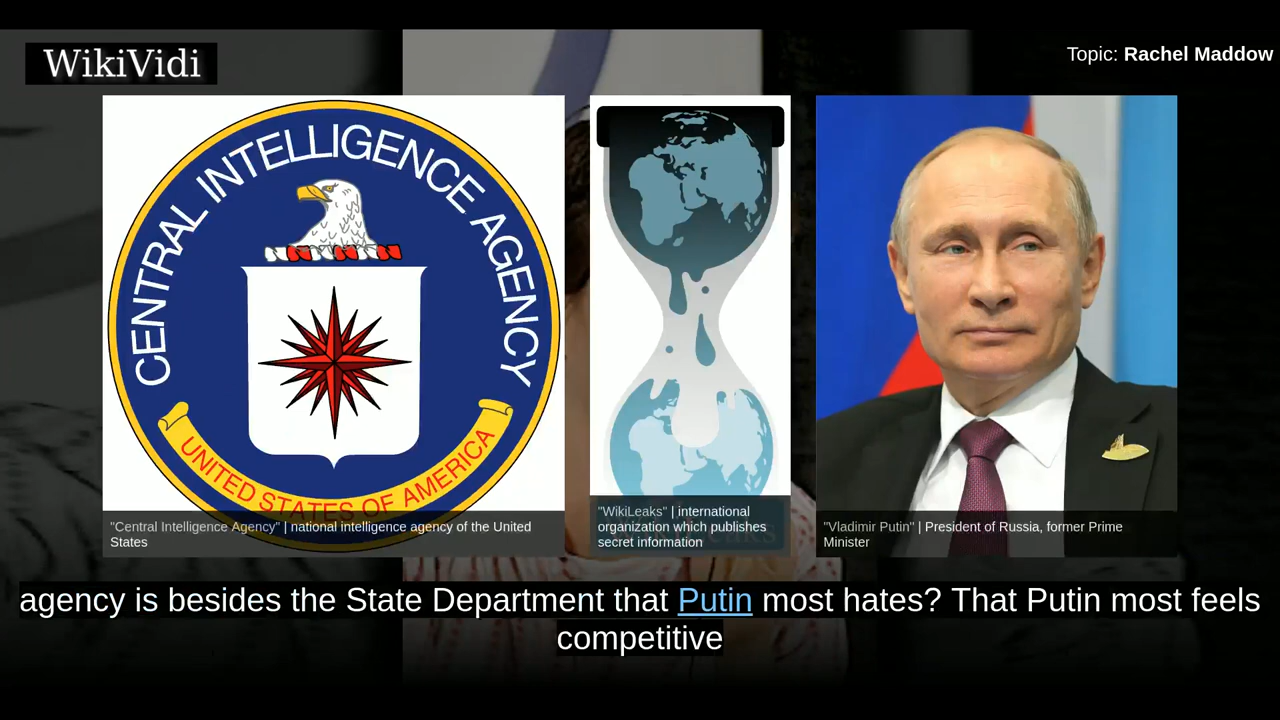 WikiVidi
Topic: Rachel Maddow
CENTRAL INTELLIGENCE AGENCY
UNITED STATES OF AMERICA
"Central Intelligence Agency" | national intelligence agency of the United
States
"WikiLeaks" | international
organization which publishes
secret information
"Vladimir Putin" | President of Russia, former Prime
Minister
agency is besides the State Department that Putin most hates? That Putin most feels
competitive